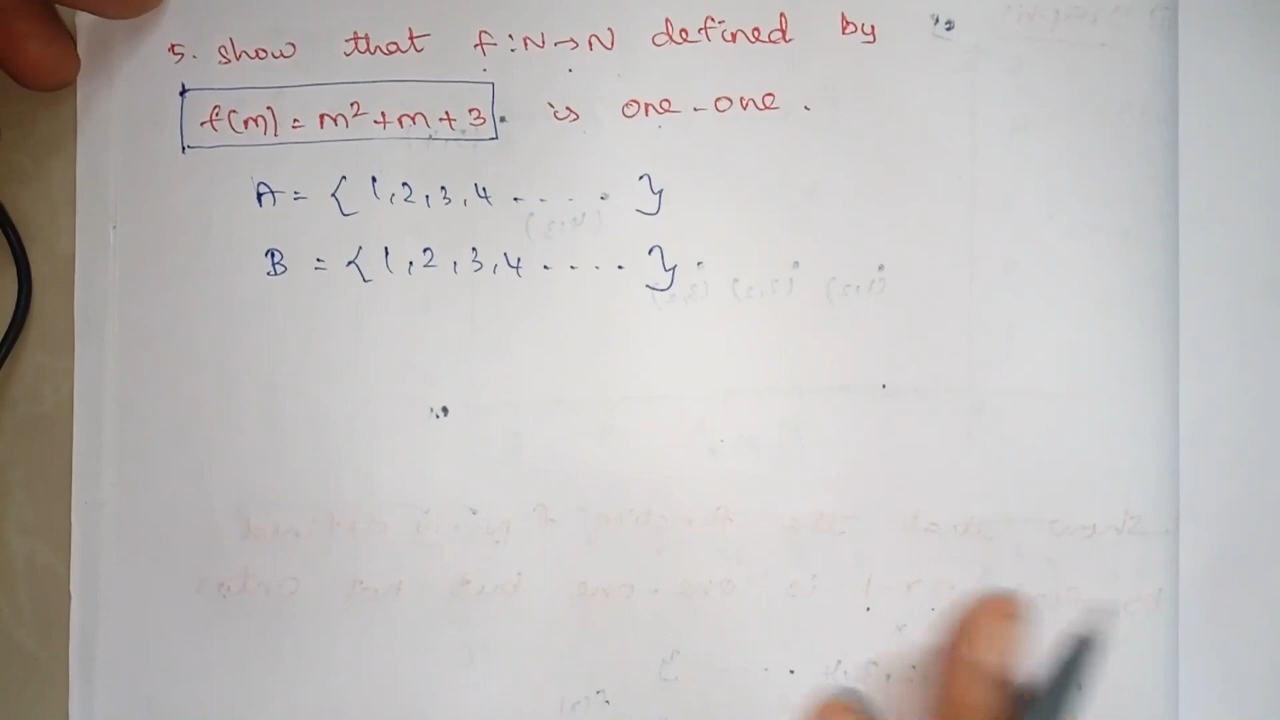 5. show that f:N→N defined by
f(m) = m²+m+3. is one-one.
A = { 1,2,3,4 ..... }
B = { 1,2,3,4 .... }.